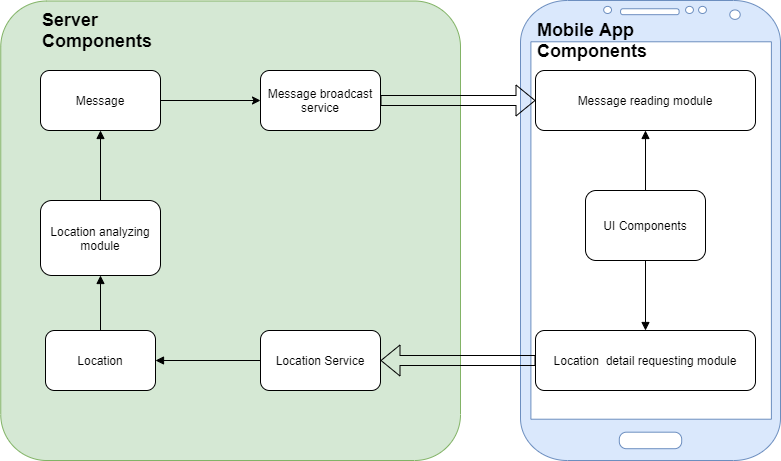 Server
Components
Mobile App
Components
Message
Message broadcast
service
Message reading module
Location analyzing
module
UI Components
Location
Location Service
Location detail requesting module